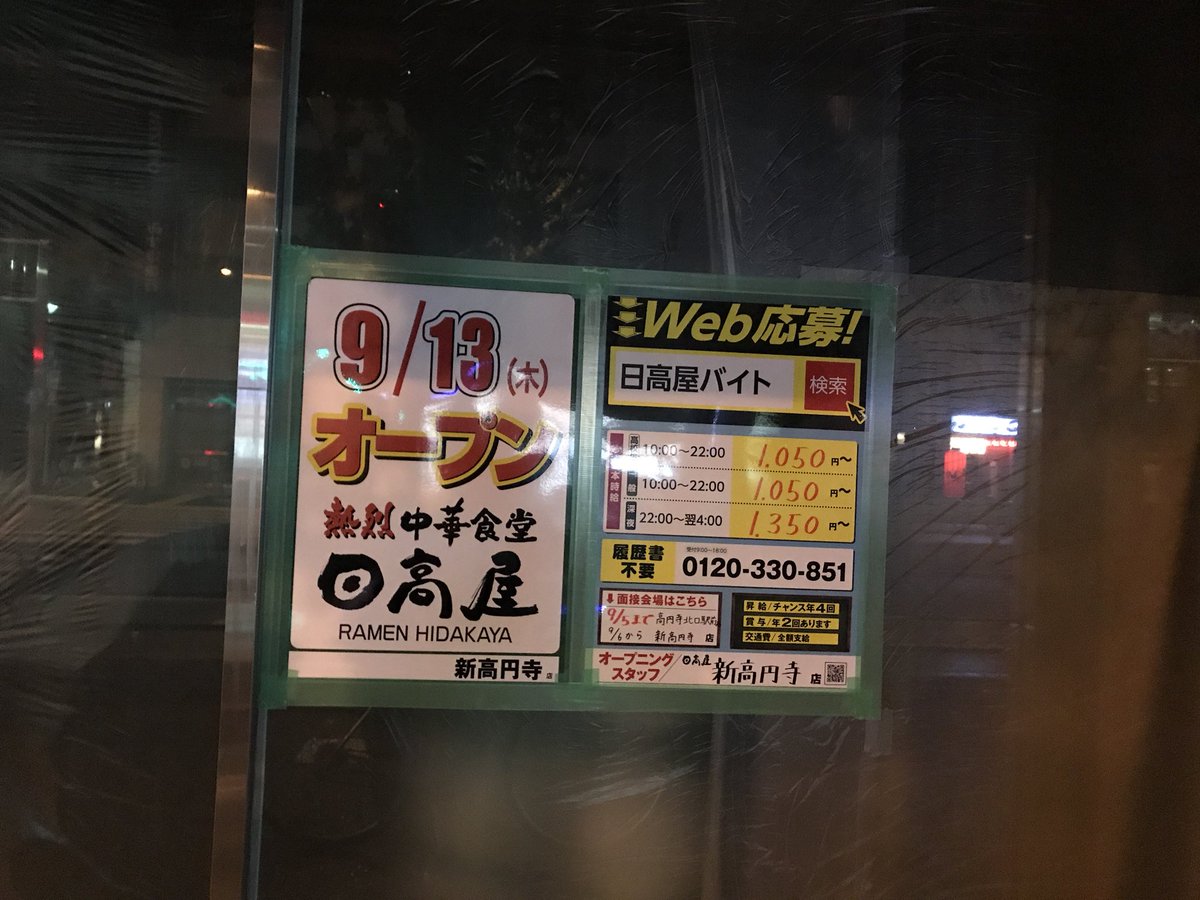 9/13(木)
オープン
熱烈中華食堂
日高屋
RAMEN HIDAKAYA
新高円寺店
Web応募!
日高屋バイト 検索
10:00〜22:00 1.050円〜
10:00〜22:00 1.050円〜
深夜 22:00〜翌4:00 1.350円〜
履歴書不要
受付9:00〜18:00
0120-330-851
面接会場はこちら
9/5まで 高円寺北口駅前
9/6から 新高円寺 店
昇給/チャンス年4回
賞与/年2回あります
交通費/全額支給
オープニングスタッフ 日高屋 新高円寺 店